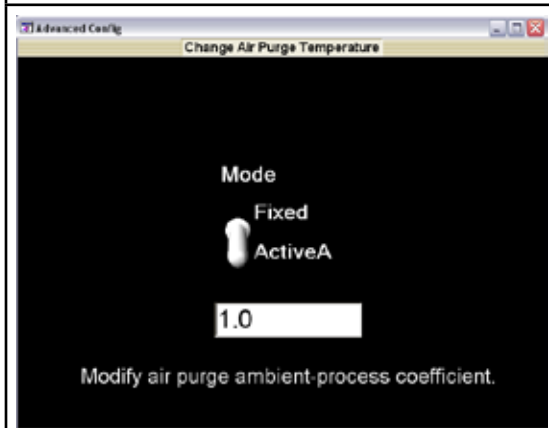 Advanced Config
Change Air Purge Temperature
Mode
Fixed
ActiveA
1.0
Modify air purge ambient-process coefficient.